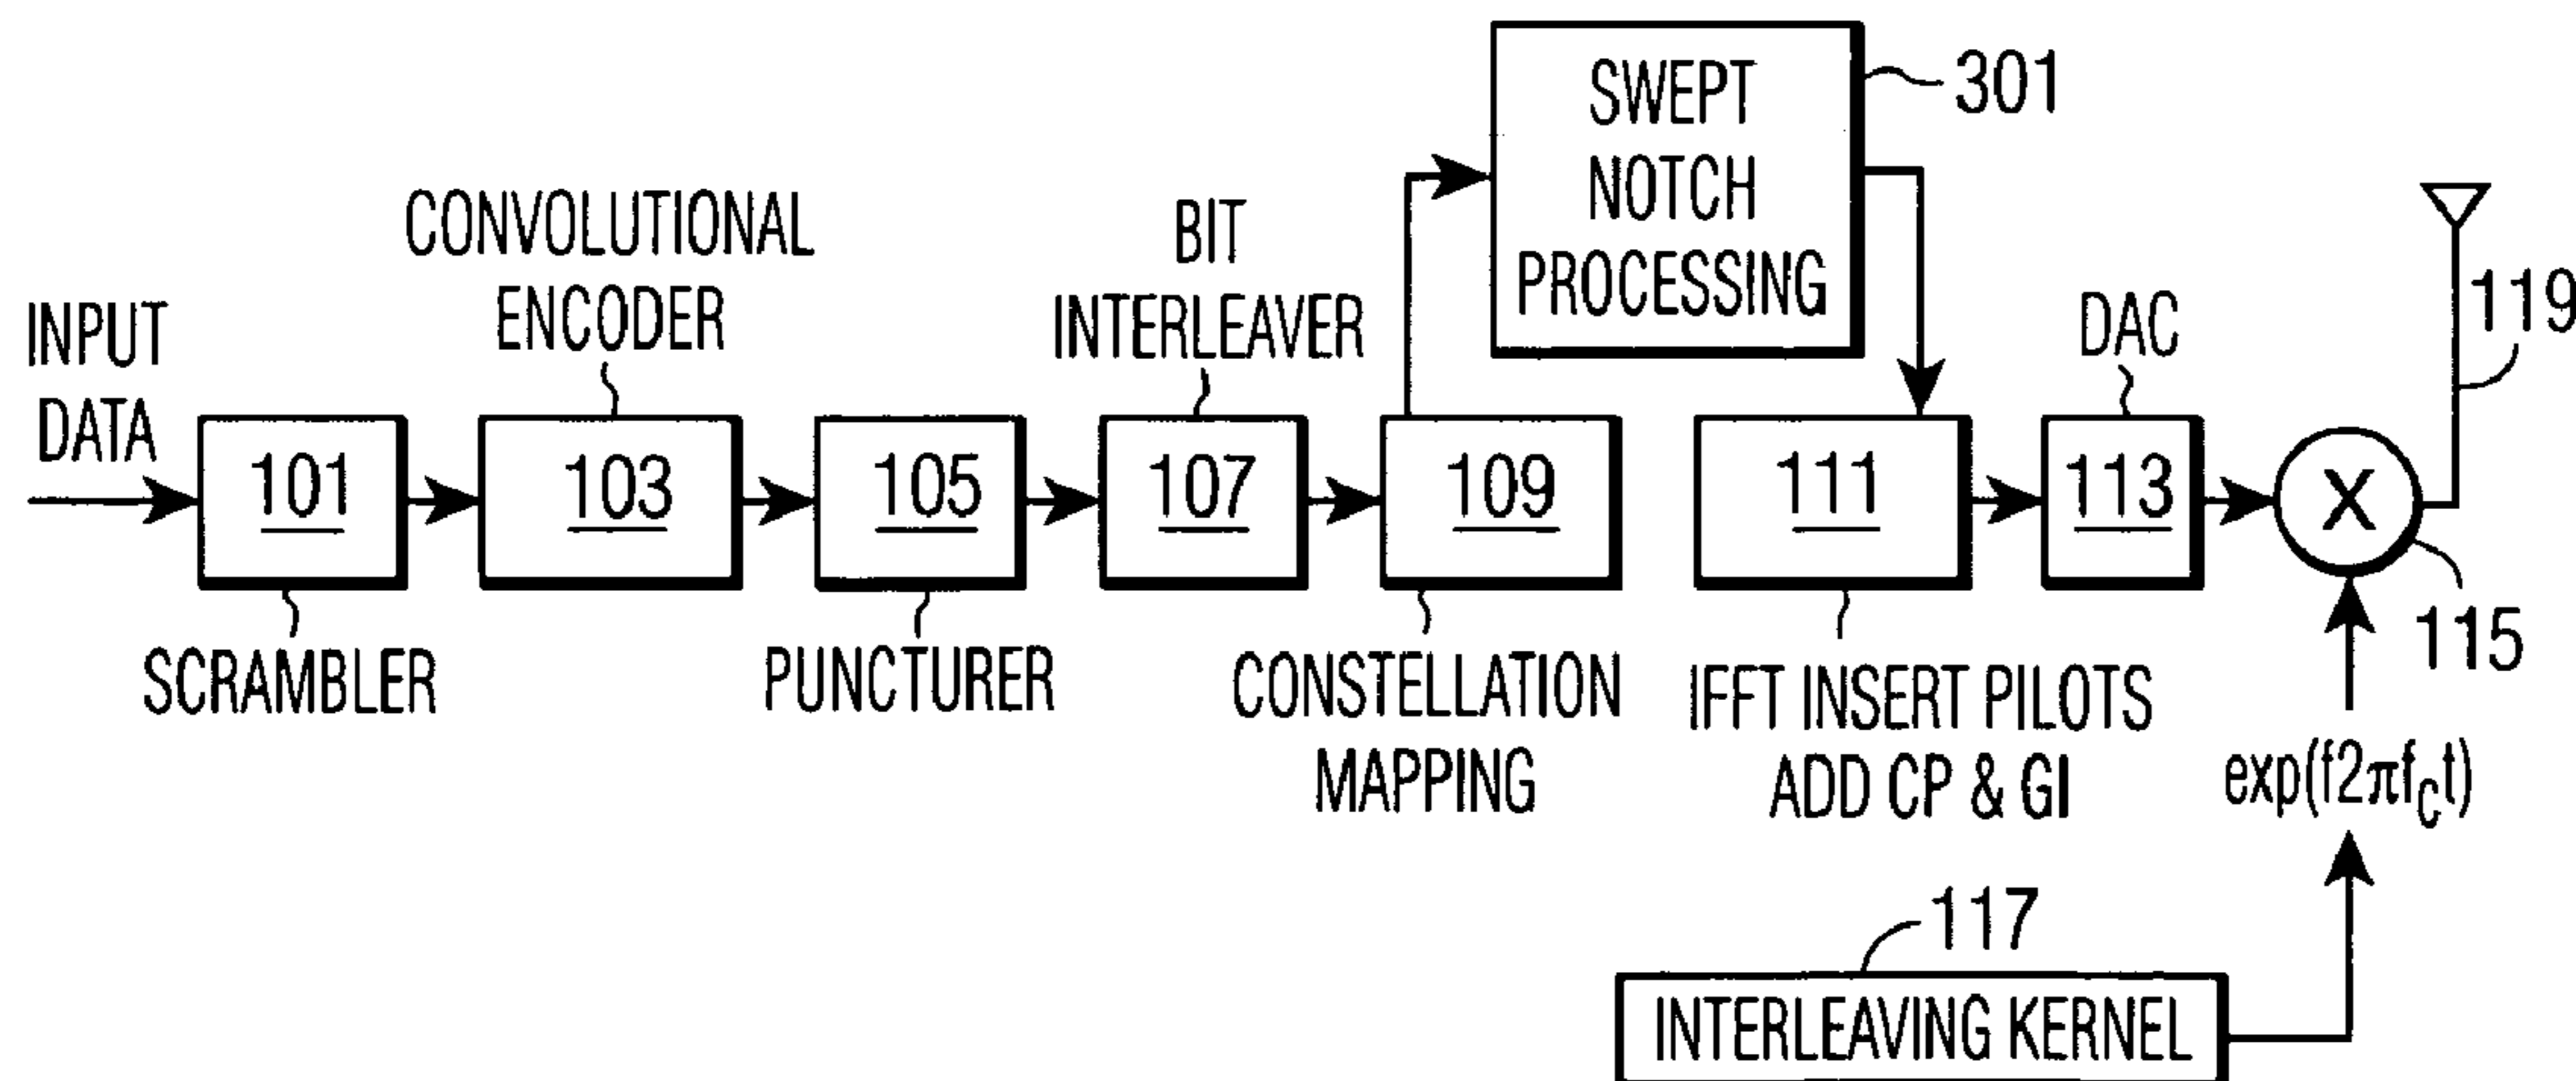 SWEPT
NOTCH
PROCESSING
301
CONVOLUTIONAL
ENCODER
BIT
INTERLEAVER
INPUT
DATA
DAC
119
101
103
105
107
109
111
113
X
115
SCRAMBLER
PUNCTURER
CONSTELLATION
MAPPING
IFFT INSERT PILOTS
ADD CP & GI
exp(f2πf_Ct)
117
INTERLEAVING KERNEL